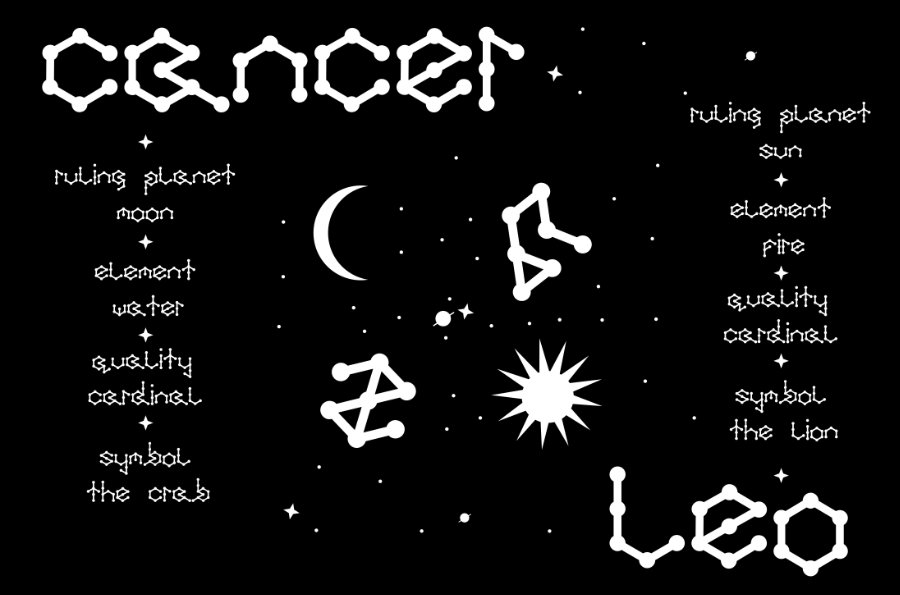 cancer
ruling planet
moon
element
water
quality
cardinal
symbol
the crab
ruling planet
sun
element
fire
quality
cardinal
symbol
the lion
leo